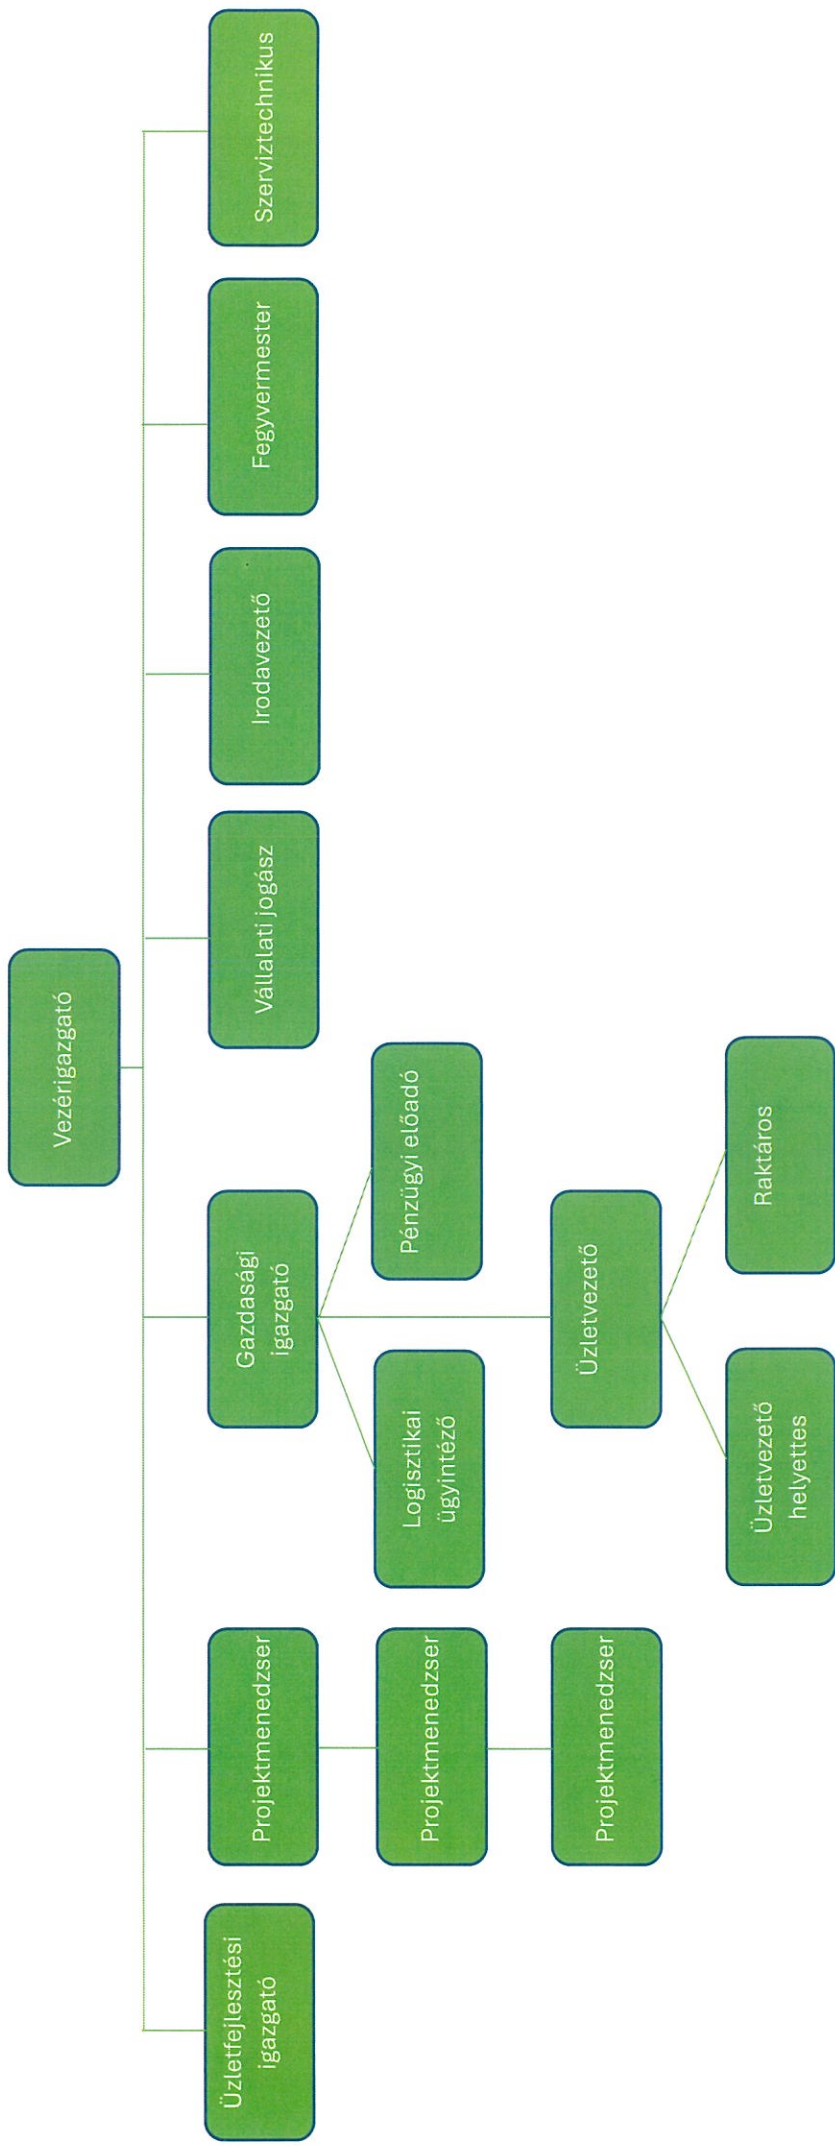 Vezérigazgató
Üzletfejlesztési
igazgató
Projektmenedzser
Gazdasági
igazgató
Vállalati jogász
Irodavezető
Fegyvermester
Szerviztechnikus
Projektmenedzser
Logisztikai
ügyintéző
Pénzügyi előadó
Projektmenedzser
Üzletvezető
Üzletvezető
helyettes
Raktáros